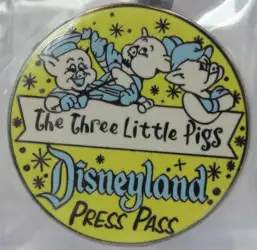 The Three Little Pigs
Disneyland
PRESS PASS